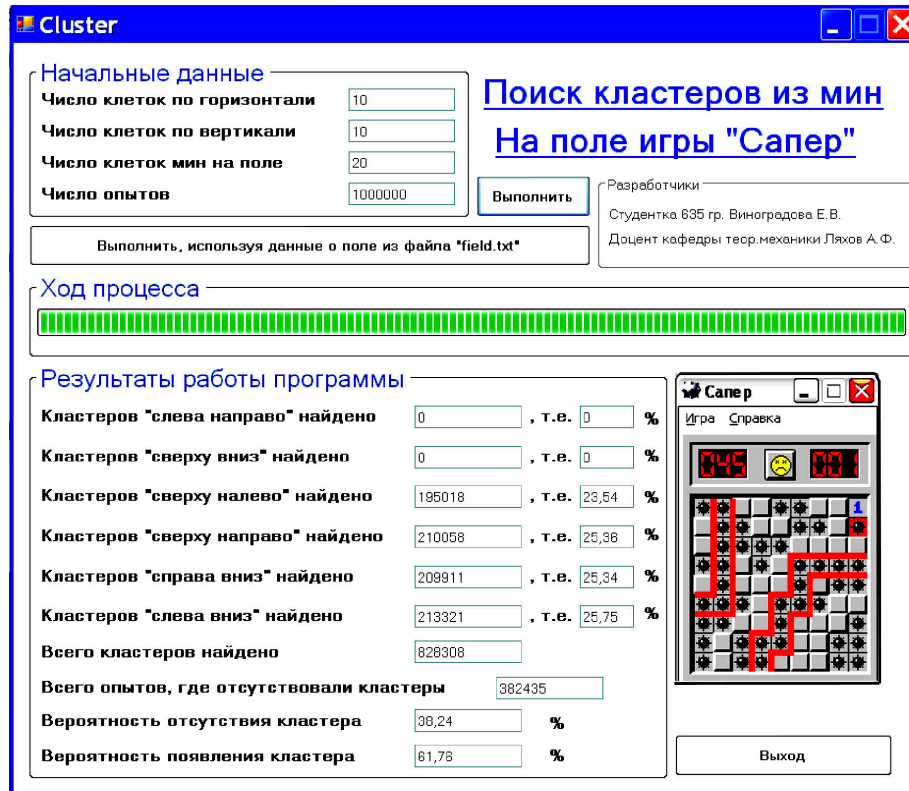 Cluster
Начальные данные
Число клеток по горизонтали 10
Число клеток по вертикали 10
Число клеток мин на поле 20
Число опытов 1000000
Поиск кластеров из мин
На поле игры "Сапер"
Выполнить
Разработчики
Студентка 635 гр. Виноградова Е.В.
Доцент кафедры теор.механики Ляхов А.Ф.
Выполнить, используя данные о поле из файла "field.txt"
Ход процесса
Результаты работы программы
Кластеров "слева направо" найдено 0 , т.е. 0 %
Кластеров "сверху вниз" найдено 0 , т.е. 0 %
Кластеров "сверху налево" найдено 195018 , т.е. 23,54 %
Кластеров "сверху направо" найдено 210058 , т.е. 25,36 %
Кластеров "справа вниз" найдено 209911 , т.е. 25,34 %
Кластеров "слева вниз" найдено 213321 , т.е. 25,75 %
Всего кластеров найдено 828308
Всего опытов, где отсутствовали кластеры 382435
Вероятность отсутствия кластера 38,24 %
Вероятность появления кластера 61,76 %
Сапер
Игра Справка
045 001
1
Выход